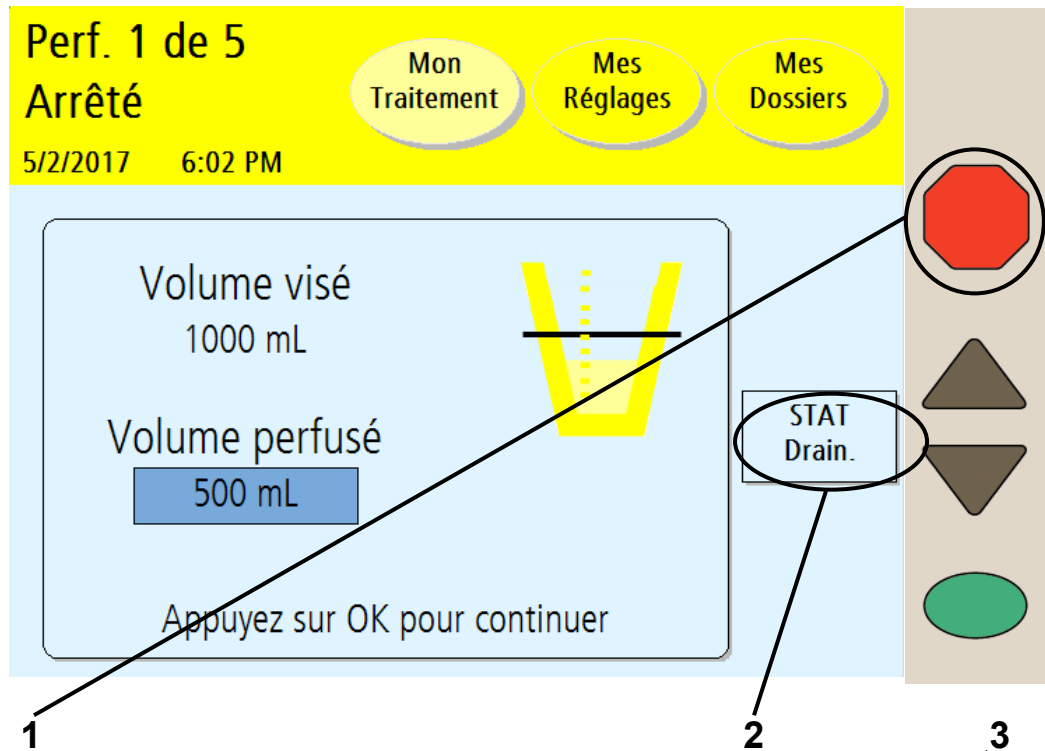 Perf. 1 de 5
Arrêté
5/2/2017 6:02 PM
Mon
Traitement
Mes
Réglages
Mes
Dossiers
Volume visé
1000 mL
Volume perfusé
500 mL
Appuyez sur OK pour continuer
STAT
Drain.
1 2 3